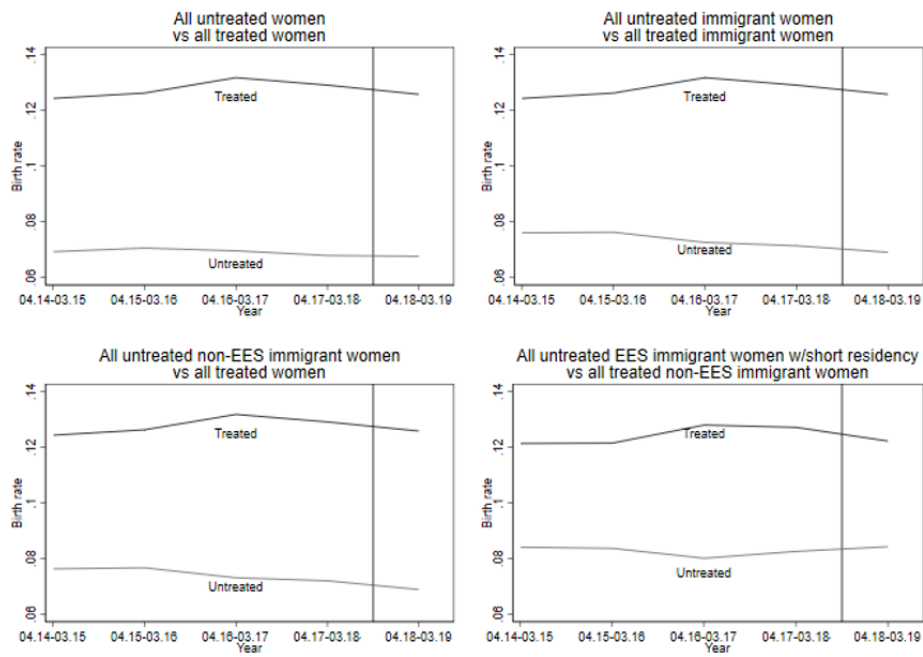 All untreated women
vs all treated women
.14
.12
.1
.08
.06
Birth rate
Treated
Untreated
04.14-03.15 04.15-03.16 04.16-03.17 04.17-03.18 04.18-03.19
Year
All untreated immigrant women
vs all treated immigrant women
.14
.12
.1
.08
.06
Birth rate
Treated
Untreated
04.14-03.15 04.15-03.16 04.16-03.17 04.17-03.18 04.18-03.19
Year
All untreated non-EES immigrant women
vs all treated women
.14
.12
.1
.08
.06
Birth rate
Treated
Untreated
04.14-03.15 04.15-03.16 04.16-03.17 04.17-03.18 04.18-03.19
Year
All untreated EES immigrant women w/short residency
vs all treated non-EES immigrant women
.14
.12
.1
.08
.06
Birth rate
Treated
Untreated
04.14-03.15 04.15-03.16 04.16-03.17 04.17-03.18 04.18-03.19
Year